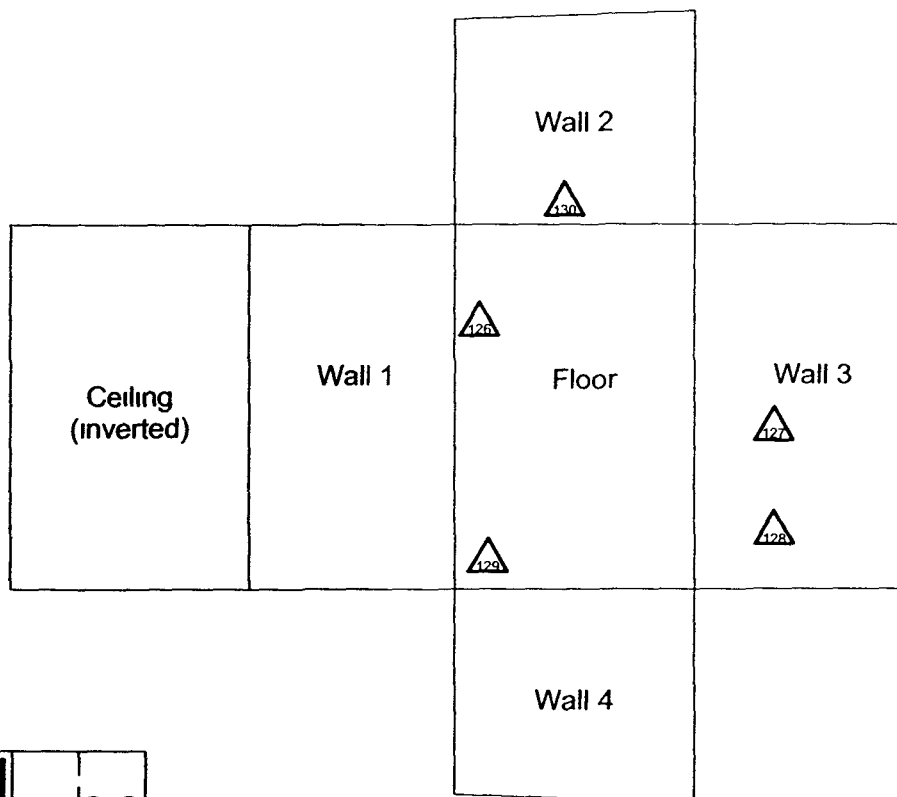 Wall 2
130
126
Wall 1
Floor
Wall 3
Ceiling
(inverted)
127
128
129
Wall 4